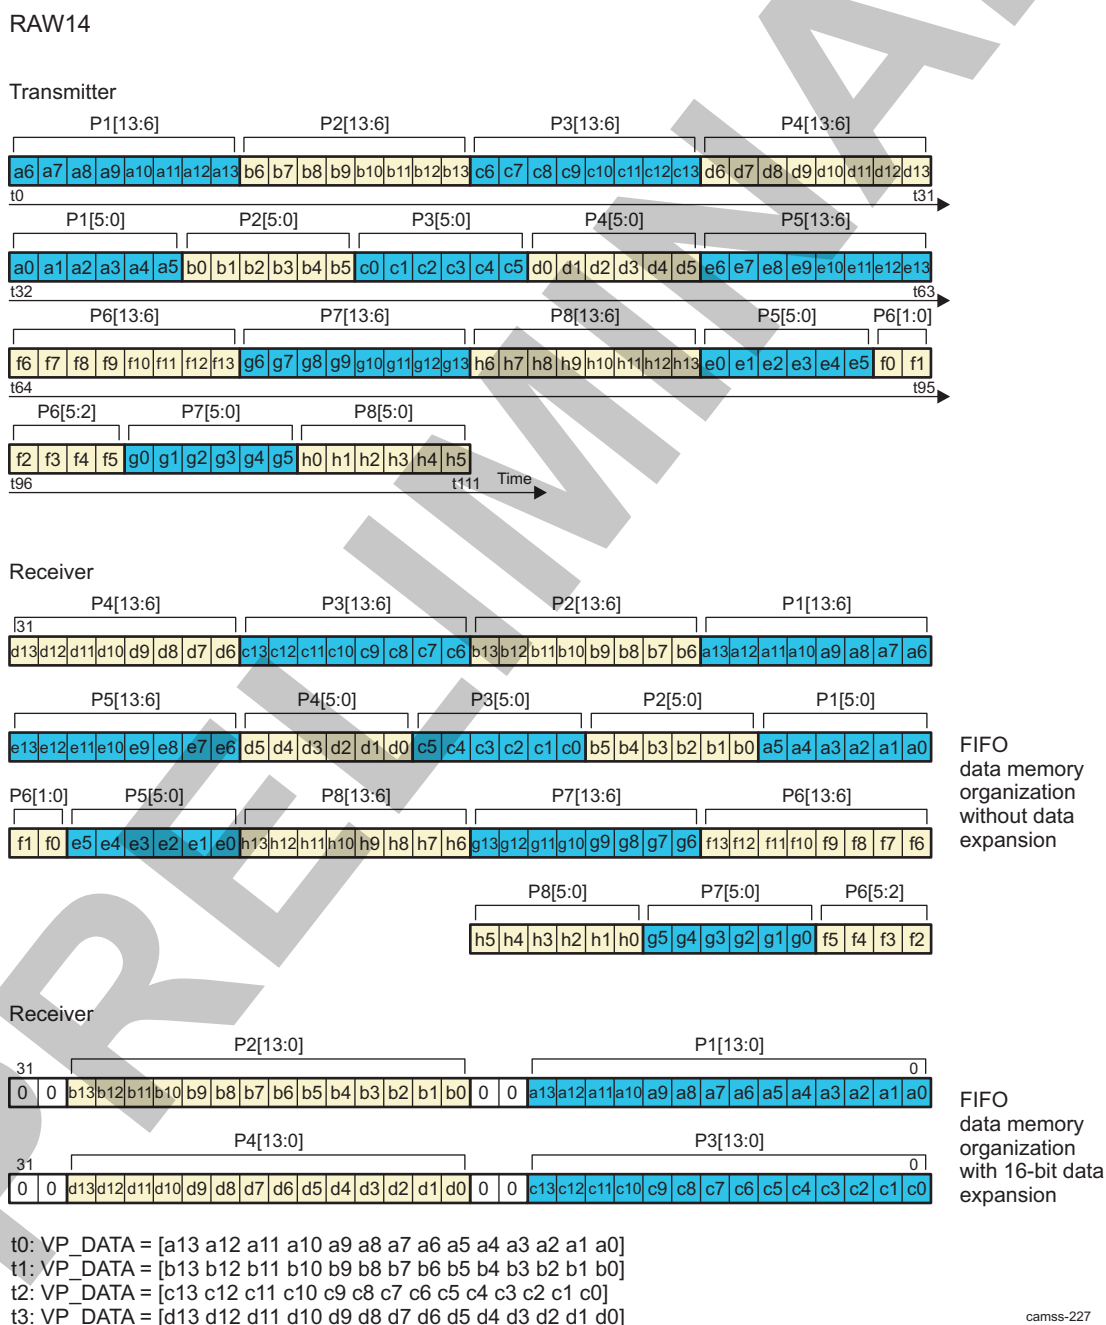 RAW14
Transmitter
P1[13:6] P2[13:6] P3[13:6] P4[13:6]
a6 a7 a8 a9 a10 a11 a12 a13 b6 b7 b8 b9 b10 b11 b12 b13 c6 c7 c8 c9 c10 c11 c12 c13 d6 d7 d8 d9 d10 d11 d12 d13
t0 t31
P1[5:0] P2[5:0] P3[5:0] P4[5:0] P5[13:6]
a0 a1 a2 a3 a4 a5 b0 b1 b2 b3 b4 b5 c0 c1 c2 c3 c4 c5 d0 d1 d2 d3 d4 d5 e6 e7 e8 e9 e10 e11 e12 e13
t32 t63
P6[13:6] P7[13:6] P8[13:6] P5[5:0] P6[1:0]
f6 f7 f8 f9 f10 f11 f12 f13 g6 g7 g8 g9 g10 g11 g12 g13 h6 h7 h8 h9 h10 h11 h12 h13 e0 e1 e2 e3 e4 e5 f0 f1
t64 t95
P6[5:2] P7[5:0] P8[5:0]
f2 f3 f4 f5 g0 g1 g2 g3 g4 g5 h0 h1 h2 h3 h4 h5
t96 t111 Time
Receiver
P4[13:6] P3[13:6] P2[13:6] P1[13:6]
31
d13 d12 d11 d10 d9 d8 d7 d6 c13 c12 c11 c10 c9 c8 c7 c6 b13 b12 b11 b10 b9 b8 b7 b6 a13 a12 a11 a10 a9 a8 a7 a6
P5[13:6] P4[5:0] P3[5:0] P2[5:0] P1[5:0]
e13 e12 e11 e10 e9 e8 e7 e6 d5 d4 d3 d2 d1 d0 c5 c4 c3 c2 c1 c0 b5 b4 b3 b2 b1 b0 a5 a4 a3 a2 a1 a0
P6[1:0] P5[5:0] P8[13:6] P7[13:6] P6[13:6]
f1 f0 e5 e4 e3 e2 e1 e0 h13 h12 h11 h10 h9 h8 h7 h6 g13 g12 g11 g10 g9 g8 g7 g6 f13 f12 f11 f10 f9 f8 f7 f6
P8[5:0] P7[5:0] P6[5:2]
h5 h4 h3 h2 h1 h0 g5 g4 g3 g2 g1 g0 f5 f4 f3 f2
FIFO
data memory
organization
without data
expansion
Receiver
P2[13:0] P1[13:0]
31 0
0 0 b13 b12 b11 b10 b9 b8 b7 b6 b5 b4 b3 b2 b1 b0 0 0 a13 a12 a11 a10 a9 a8 a7 a6 a5 a4 a3 a2 a1 a0
P4[13:0] P3[13:0]
31 0
0 0 d13 d12 d11 d10 d9 d8 d7 d6 d5 d4 d3 d2 d1 d0 0 0 c13 c12 c11 c10 c9 c8 c7 c6 c5 c4 c3 c2 c1 c0
FIFO
data memory
organization
with 16-bit data
expansion
t0: VP_DATA = [a13 a12 a11 a10 a9 a8 a7 a6 a5 a4 a3 a2 a1 a0]
t1: VP_DATA = [b13 b12 b11 b10 b9 b8 b7 b6 b5 b4 b3 b2 b1 b0]
t2: VP_DATA = [c13 c12 c11 c10 c9 c8 c7 c6 c5 c4 c3 c2 c1 c0]
t3: VP_DATA = [d13 d12 d11 d10 d9 d8 d7 d6 d5 d4 d3 d2 d1 d0]
camss-227
PRELIMINA